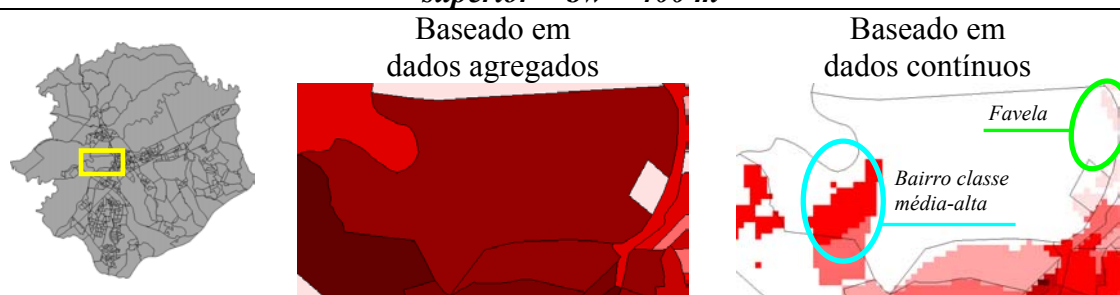 Baseado em
dados agregados
Baseado em
dados contínuos
Favela
Bairro classe
média-alta